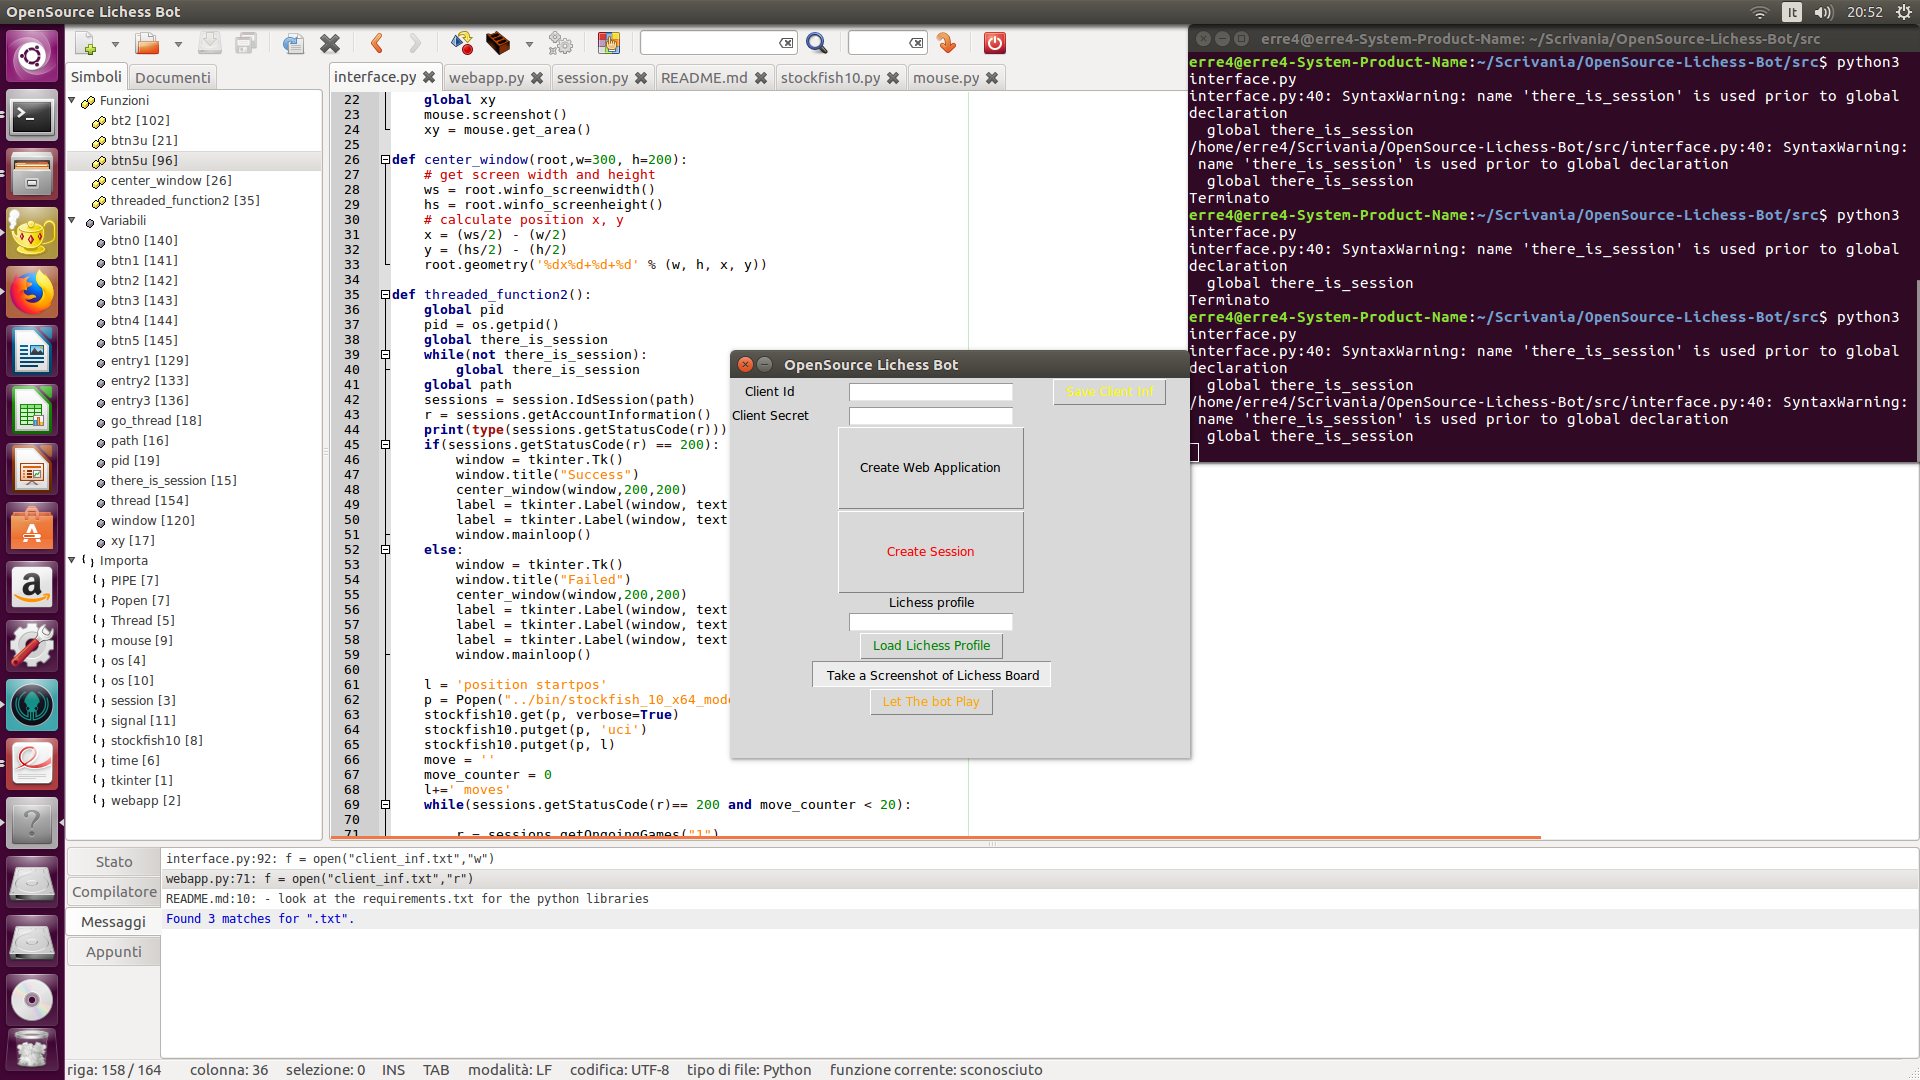 OpenSource Lichess Bot
It
20:52
Simboli
Documenti
Funzioni
bt2 [102]
btn3u [21]
btn5u [96]
center_window [26]
threaded_function2 [35]
Variabili
btn0 [140]
btn1 [141]
btn2 [142]
btn3 [143]
btn4 [144]
btn5 [145]
entry1 [129]
entry2 [133]
entry3 [136]
go_thread [18]
path [16]
pid [19]
there_is_session [15]
thread [154]
window [120]
xy [17]
Importa
PIPE [7]
Popen [7]
Thread [5]
mouse [9]
os [4]
os [10]
session [3]
signal [11]
stockfish10 [8]
time [6]
tkinter [1]
webapp [2]
interface.py
webapp.py
session.py
README.md
stockfish10.py
mouse.py
22 global xy
23 mouse.screenshot()
24 xy = mouse.get_area()
25
26 def center_window(root,w=300, h=200):
27 # get screen width and height
28 ws = root.winfo_screenwidth()
29 hs = root.winfo_screenheight()
30 # calculate position x, y
31 x = (ws/2) - (w/2)
32 y = (hs/2) - (h/2)
33 root.geometry('%dx%d+%d+%d' % (w, h, x, y))
34
35 def threaded_function2():
36 global pid
37 pid = os.getpid()
38 global there_is_session
39 while(not there_is_session):
40 global there_is_session
41 global path
42 sessions = session.IdSession(path)
43 r = sessions.getAccountInformation()
44 print(type(sessions.getStatusCode(r)))
45 if(sessions.getStatusCode(r) == 200):
46 window = tkinter.Tk()
47 window.title("Success")
48 center_window(window,200,200)
49 label = tkinter.Label(window, text
50 label = tkinter.Label(window, text
51 window.mainloop()
52 else:
53 window = tkinter.Tk()
54 window.title("Failed")
55 center_window(window,200,200)
56 label = tkinter.Label(window, text
57 label = tkinter.Label(window, text
58 label = tkinter.Label(window, text
59 window.mainloop()
60
61 l = 'position startpos'
62 p = Popen("../bin/stockfish_10_x64_mode
63 stockfish10.get(p, verbose=True)
64 stockfish10.putget(p, 'uci')
65 stockfish10.putget(p, l)
66 move = ''
67 move_counter = 0
68 l+=' moves'
69 while(sessions.getStatusCode(r)== 200 and move_counter < 20):
70
71 r = sessions.getOngoingGames("1")
erre4@erre4-System-Product-Name: ~/Scrivania/OpenSource-Lichess-Bot/src
erre4@erre4-System-Product-Name:~/Scrivania/OpenSource-Lichess-Bot/src$ python3
interface.py
interface.py:40: SyntaxWarning: name 'there_is_session' is used prior to global
declaration
global there_is_session
/home/erre4/Scrivania/OpenSource-Lichess-Bot/src/interface.py:40: SyntaxWarning:
name 'there_is_session' is used prior to global declaration
global there_is_session
Terminato
erre4@erre4-System-Product-Name:~/Scrivania/OpenSource-Lichess-Bot/src$ python3
interface.py
interface.py:40: SyntaxWarning: name 'there_is_session' is used prior to global
declaration
global there_is_session
Terminato
erre4@erre4-System-Product-Name:~/Scrivania/OpenSource-Lichess-Bot/src$ python3
interface.py
interface.py:40: SyntaxWarning: name 'there_is_session' is used prior to global
declaration
global there_is_session
/home/erre4/Scrivania/OpenSource-Lichess-Bot/src/interface.py:40: SyntaxWarning:
name 'there_is_session' is used prior to global declaration
global there_is_session
OpenSource Lichess Bot
Client Id
Save Client Inf
Client Secret
Create Web Application
Create Session
Lichess profile
Load Lichess Profile
Take a Screenshot of Lichess Board
Let The bot Play
Stato
Compilatore
Messaggi
Appunti
interface.py:92: f = open("client_inf.txt","w")
webapp.py:71: f = open("client_inf.txt","r")
README.md:10: - look at the requirements.txt for the python libraries
Found 3 matches for ".txt".
riga: 158 / 164 colonna: 36 selezione: 0 INS TAB modalità: LF codifica: UTF-8 tipo di file: Python funzione corrente: sconosciuto